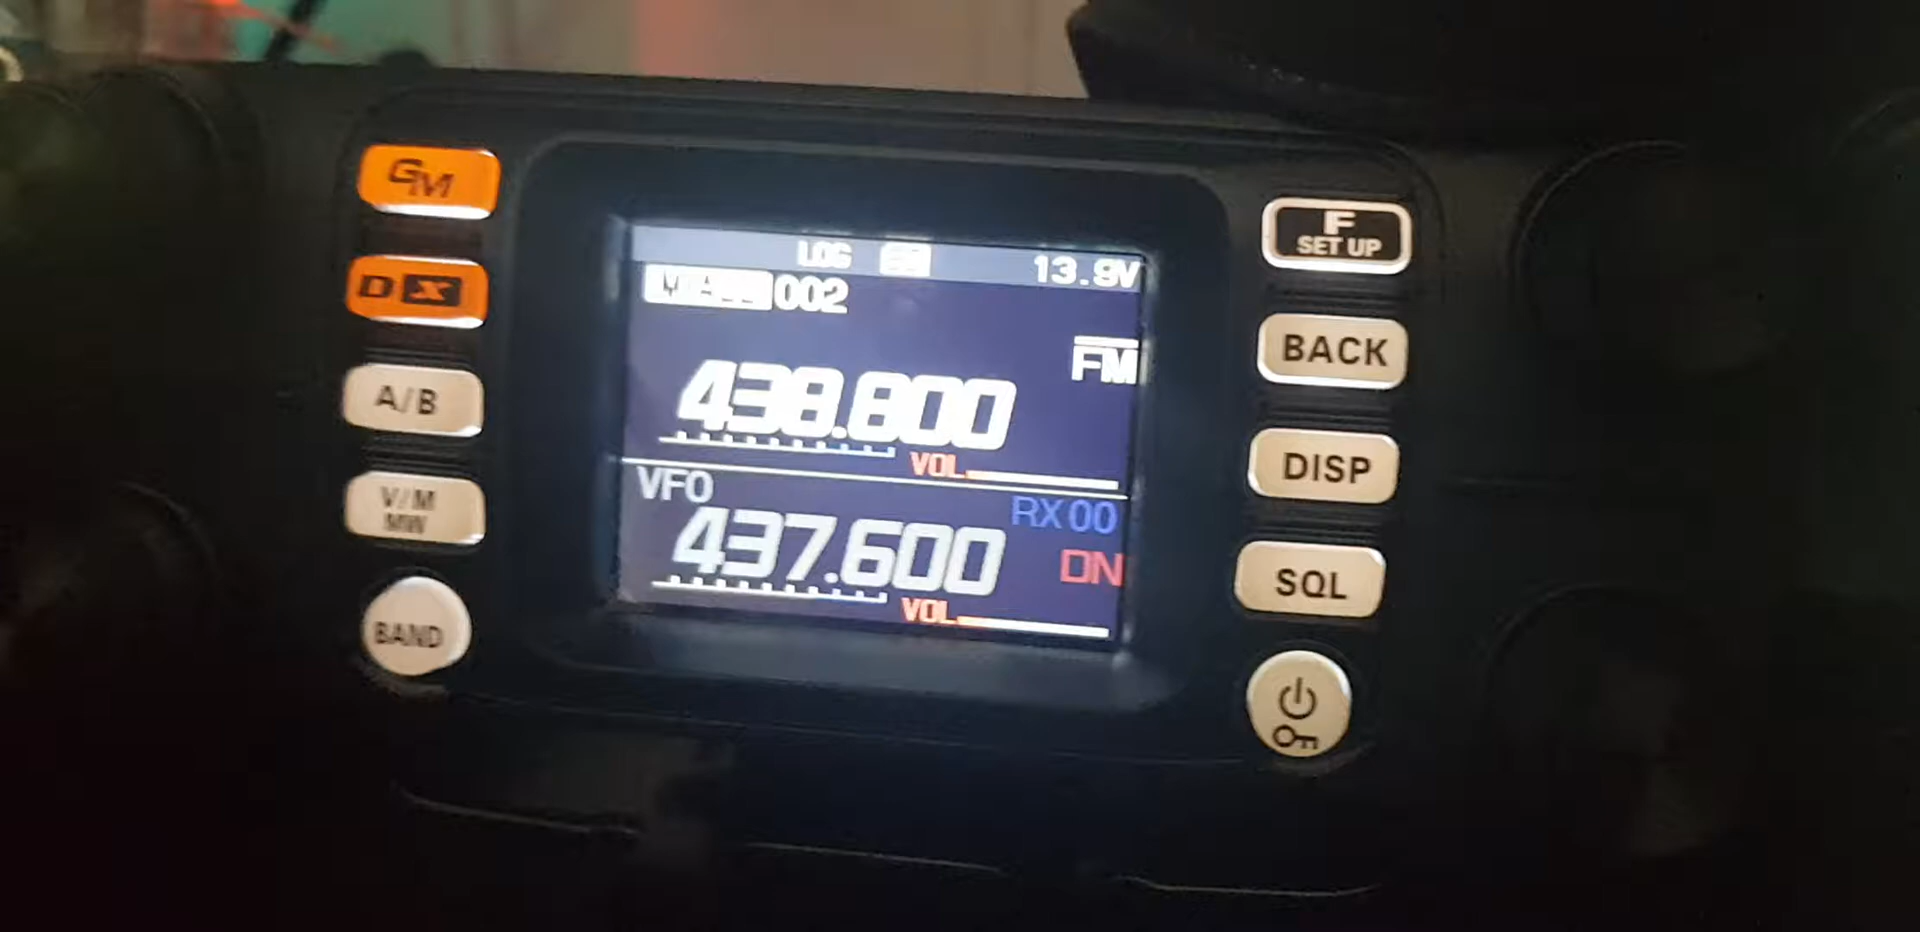 GM
DX
A/B
V/M
MW
BAND
LOG
13.9V
002
FM
438.800
VOL
VFO
RX00
437.600
DN
VOL
F
SET UP
BACK
DISP
SQL